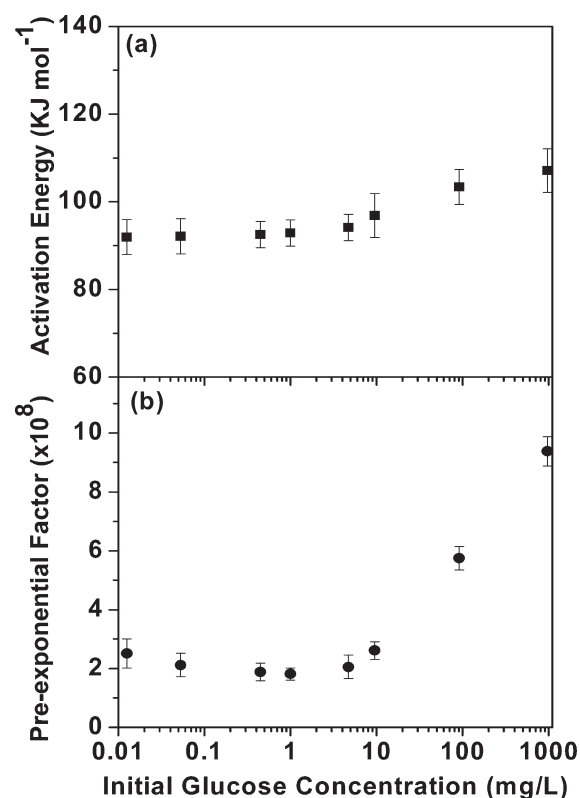 (a)
Activation Energy (KJ mol⁻¹)
140
120
100
80
60
(b)
Pre-exponential Factor (x10⁸)
10
8
6
4
2
0
0.01 0.1 1 10 100 1000
Initial Glucose Concentration (mg/L)